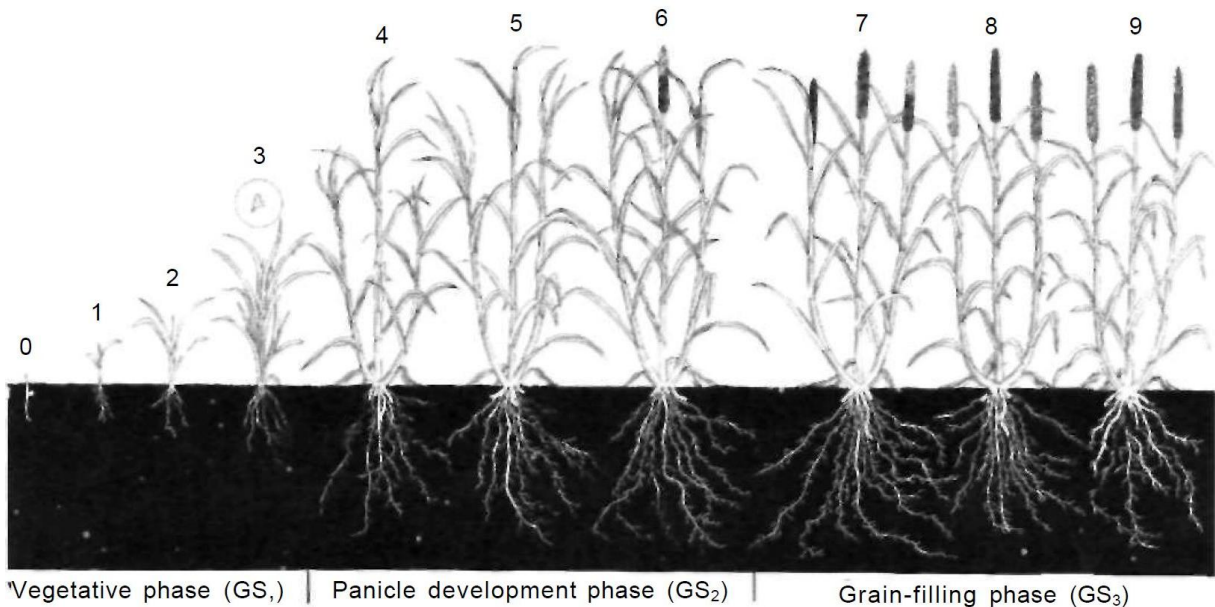 0
1
2
3
A
4
5
6
7
8
9
Vegetative phase (GS,)
Panicle development phase (GS₂)
Grain-filling phase (GS₃)